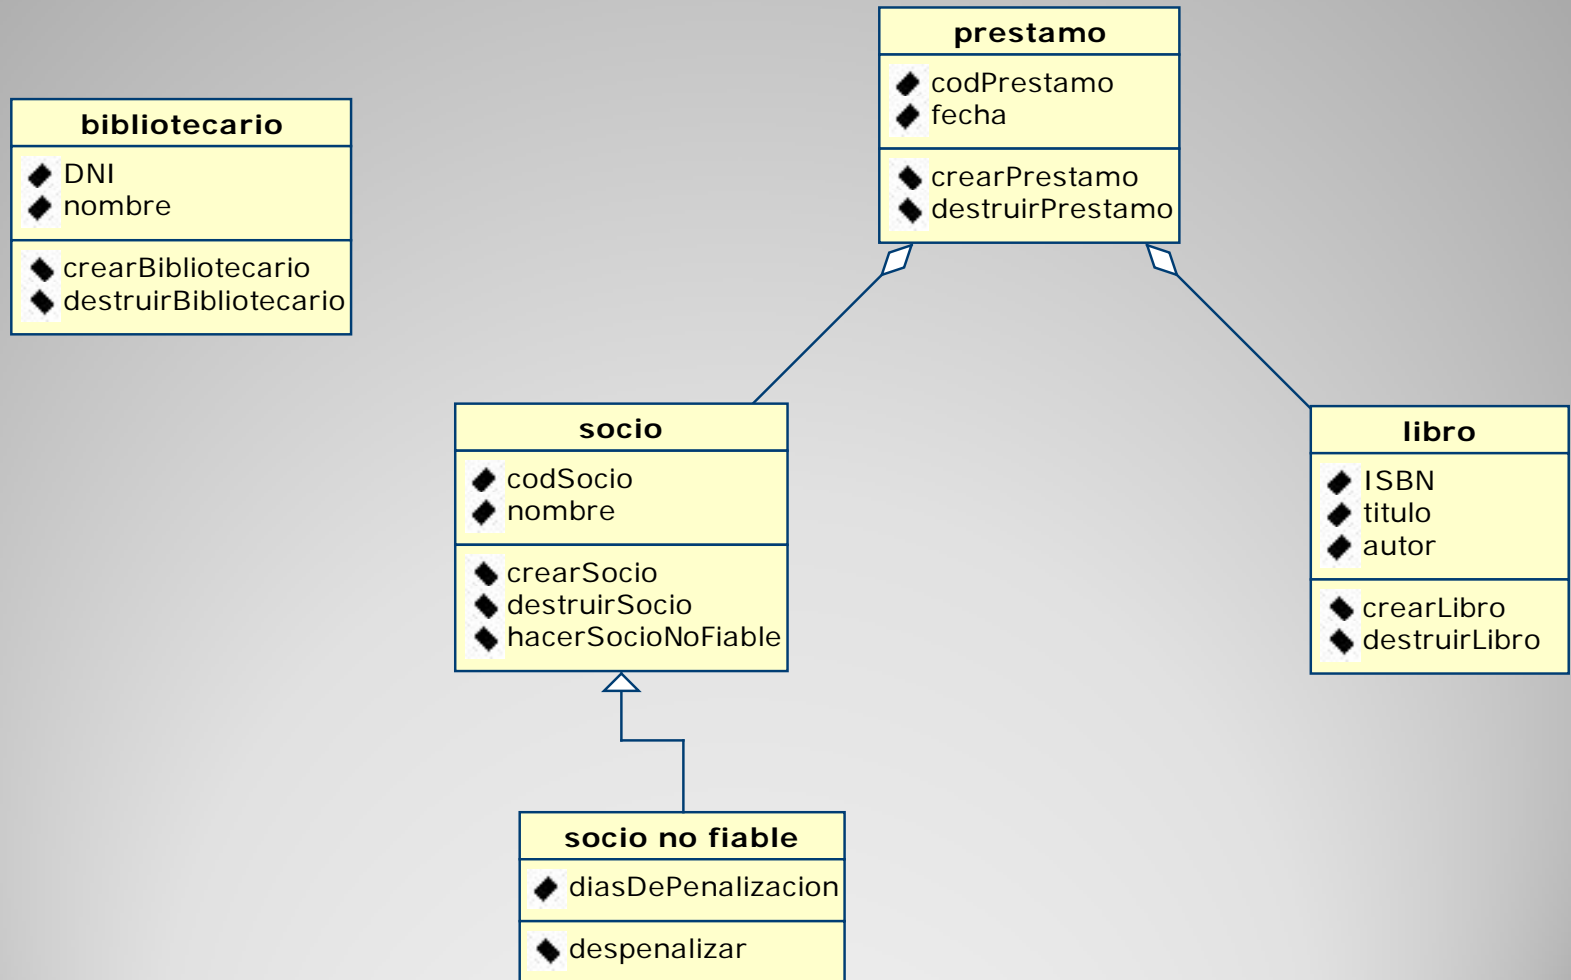 prestamo
codPrestamo
fecha
crearPrestamo
destruirPrestamo
bibliotecario
DNI
nombre
crearBibliotecario
destruirBibliotecario
socio
codSocio
nombre
crearSocio
destruirSocio
hacerSocioNoFiable
libro
ISBN
titulo
autor
crearLibro
destruirLibro
socio no fiable
diasDePenalizacion
despenalizar